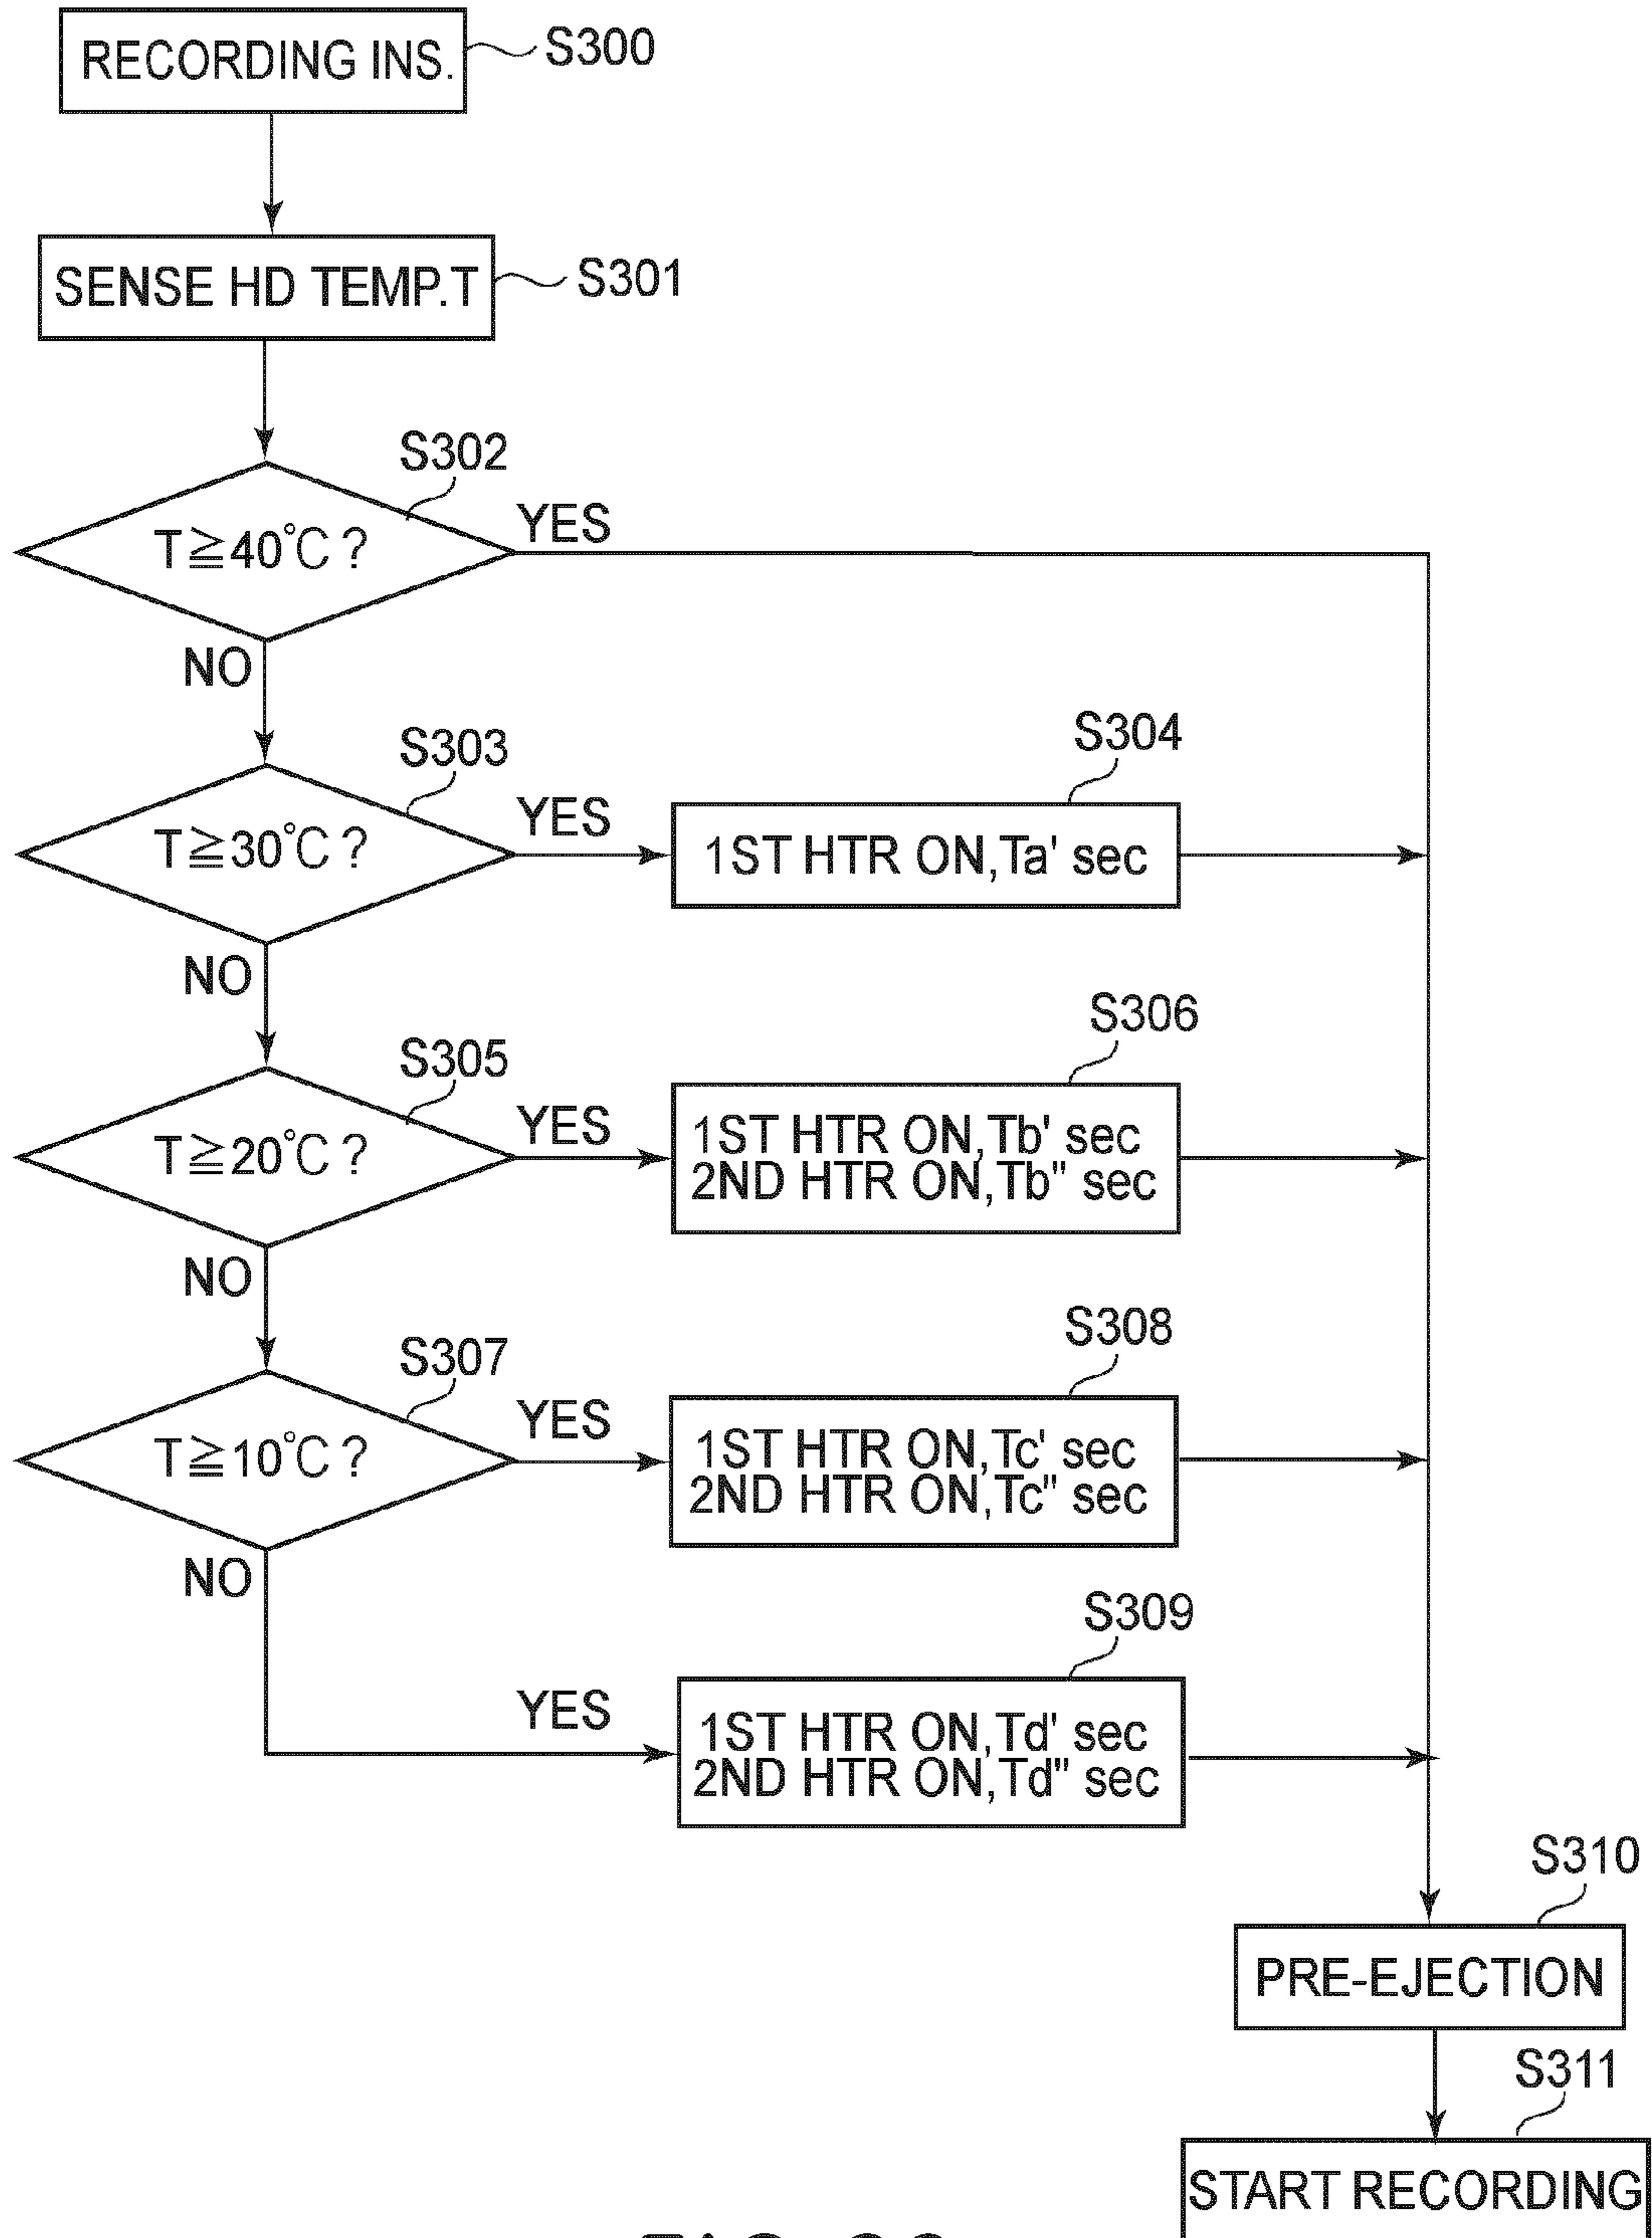 RECORDING INS.
S300
SENSE HD TEMP.T
S301
S302
T≧40°C?
YES
NO
S303
T≧30°C?
YES
S304
1ST HTR ON,Ta' sec
NO
S305
T≧20°C?
YES
S306
1ST HTR ON,Tb' sec
2ND HTR ON,Tb" sec
NO
S307
T≧10°C?
YES
S308
1ST HTR ON,Tc' sec
2ND HTR ON,Tc" sec
NO
YES
S309
1ST HTR ON,Td' sec
2ND HTR ON,Td" sec
S310
PRE-EJECTION
S311
START RECORDING